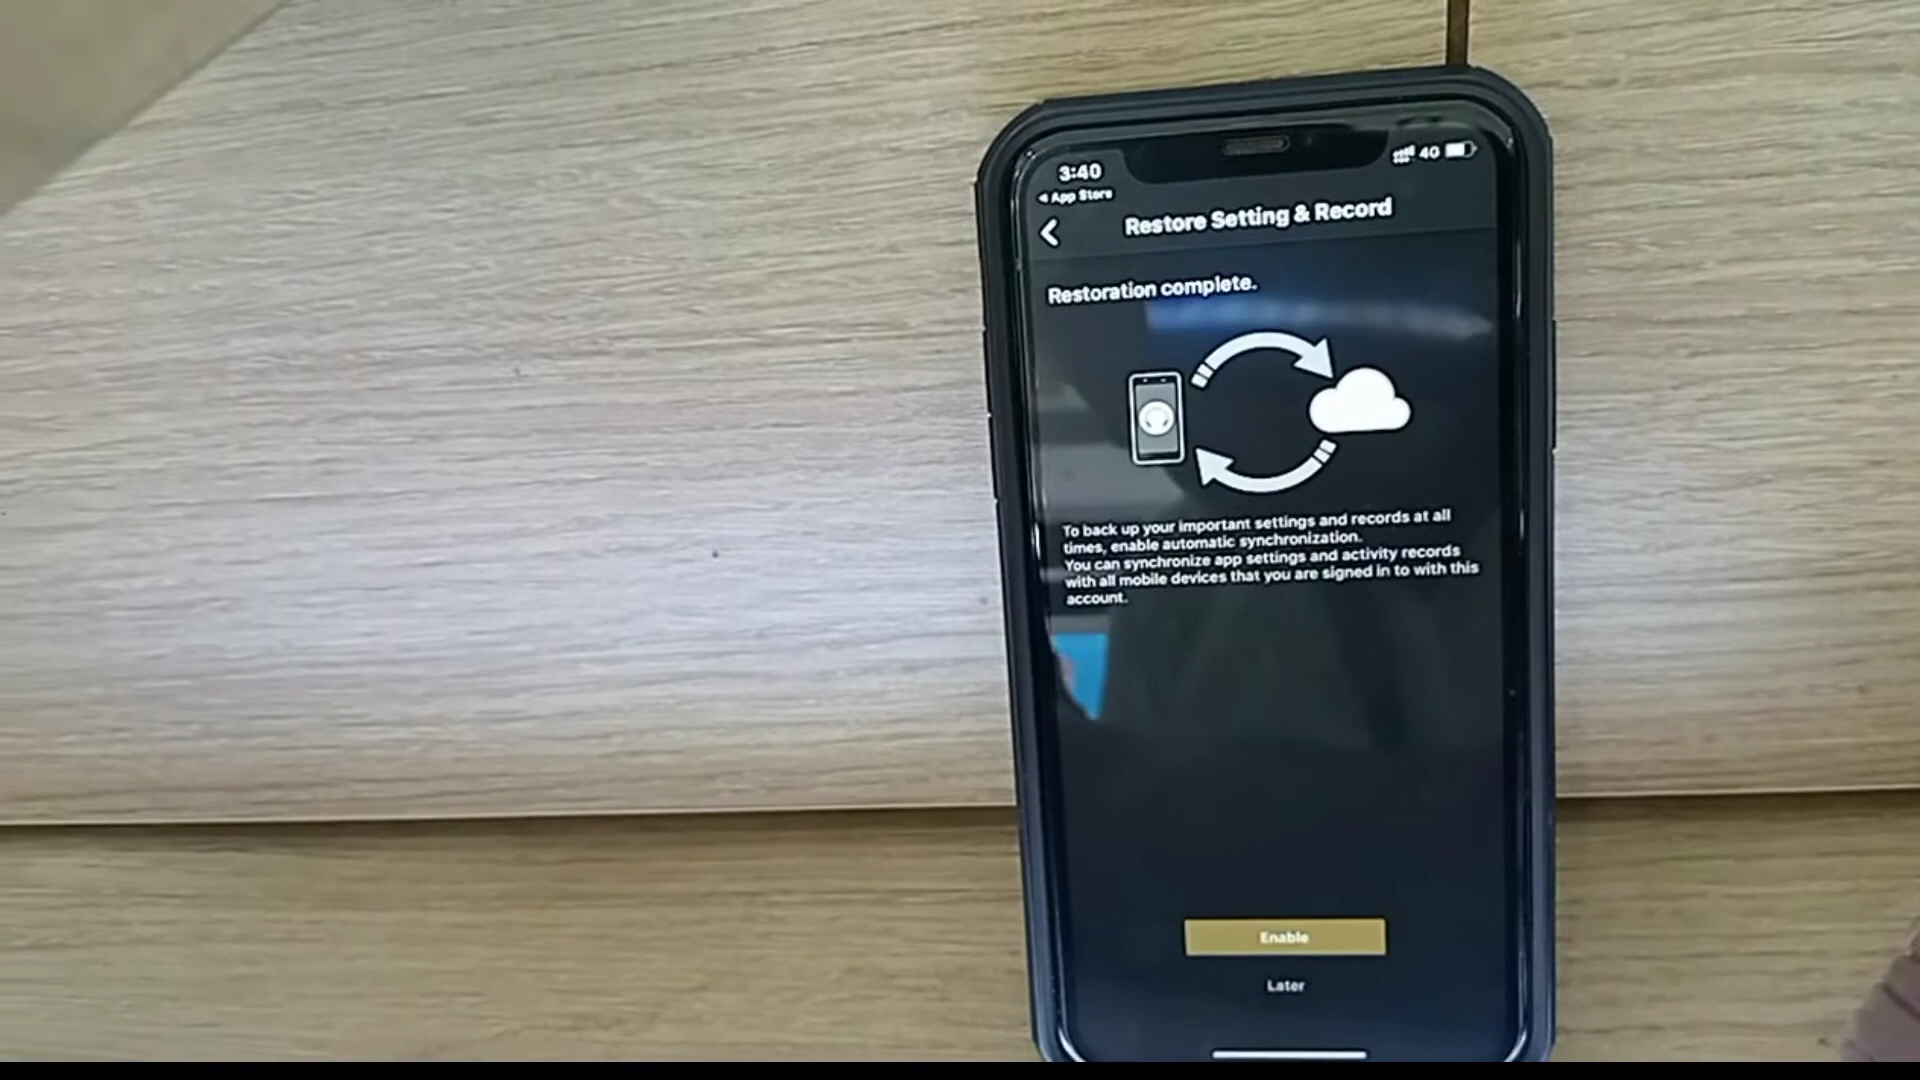 3:40
4G
App Store
Restore Setting & Record
Restoration complete.
To back up your important settings and records at all
times, enable automatic synchronization.
You can synchronize app settings and activity records
with all mobile devices that you are signed in to with this
account.
Enable
Later